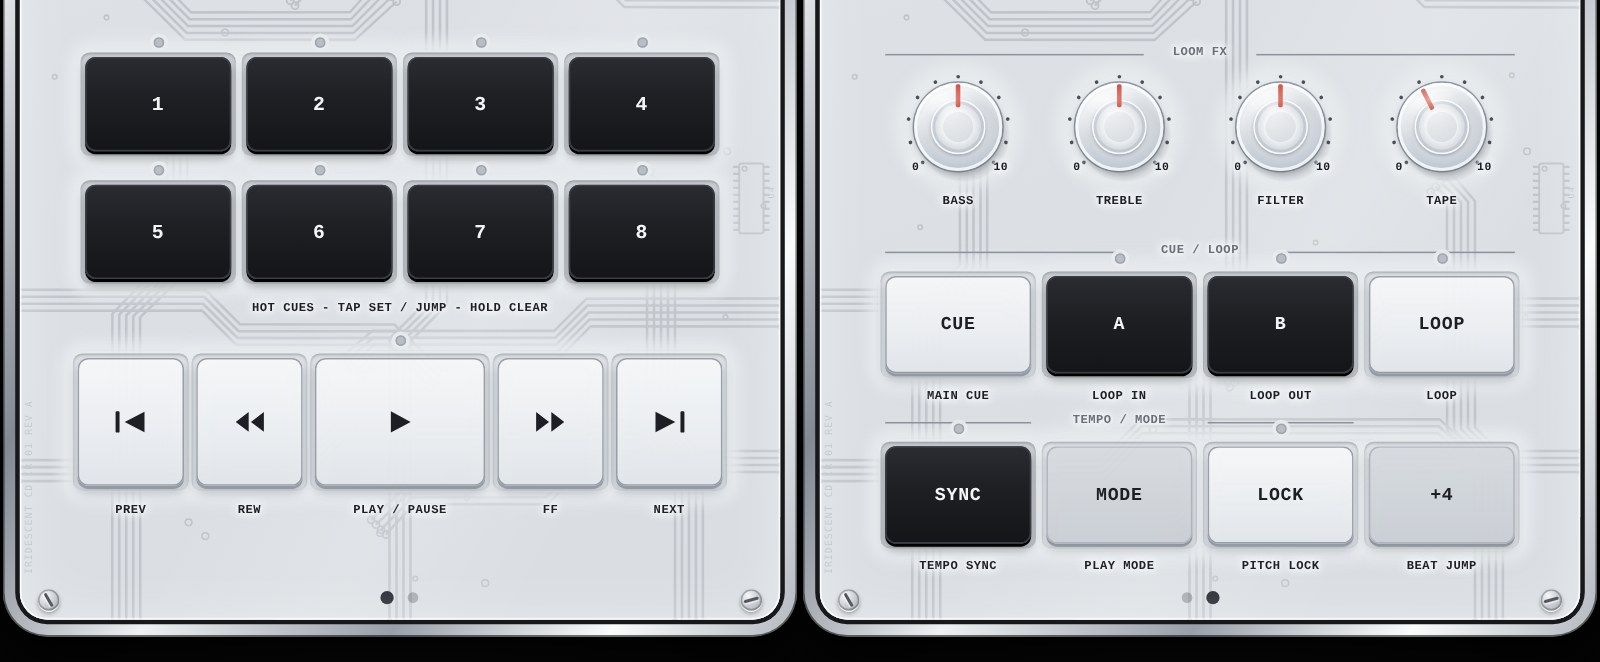 1 2 3 4
5 6 7 8
HOT CUES - TAP SET / JUMP - HOLD CLEAR
PREV REW PLAY / PAUSE FF NEXT
LOOM FX
0 10 0 10 0 10 0 10
BASS TREBLE FILTER TAPE
CUE / LOOP
CUE A B LOOP
MAIN CUE LOOP IN LOOP OUT LOOP
TEMPO / MODE
SYNC MODE LOCK +4
TEMPO SYNC PLAY MODE PITCH LOCK BEAT JUMP